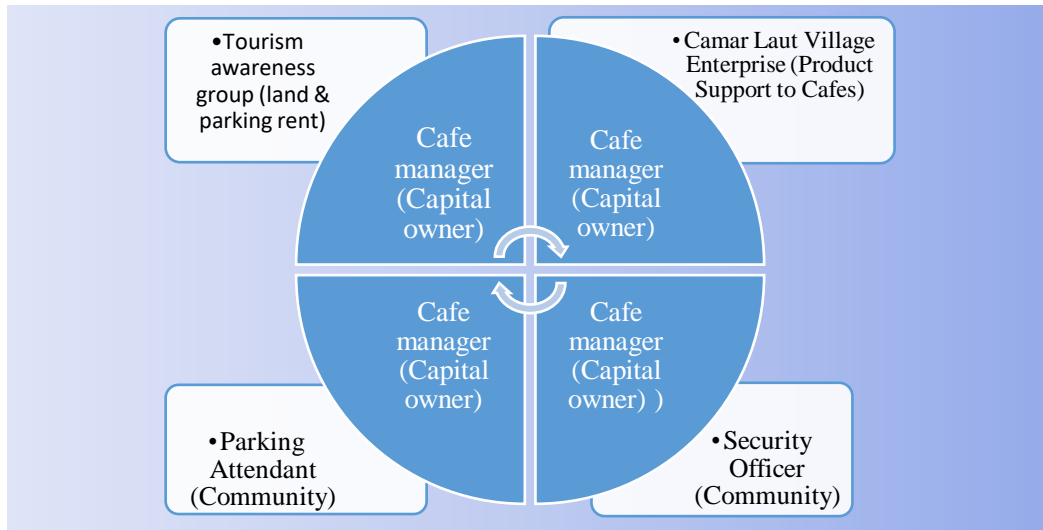 •Tourism
awareness
group (land &
parking rent)
• Camar Laut Village
Enterprise (Product
Support to Cafes)
Cafe
manager
(Capital
owner)
Cafe
manager
(Capital
owner)
Cafe
manager
(Capital
owner)
Cafe
manager
(Capital
owner) )
•Parking
Attendant
(Community)
•Security
Officer
(Community)